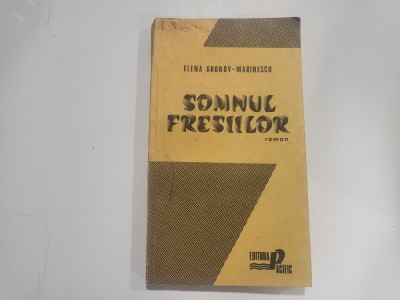 ELENA GRONOV-MARINESCU
SOMNUL
FRESIILOR
roman
EDITURA
PACIFIC